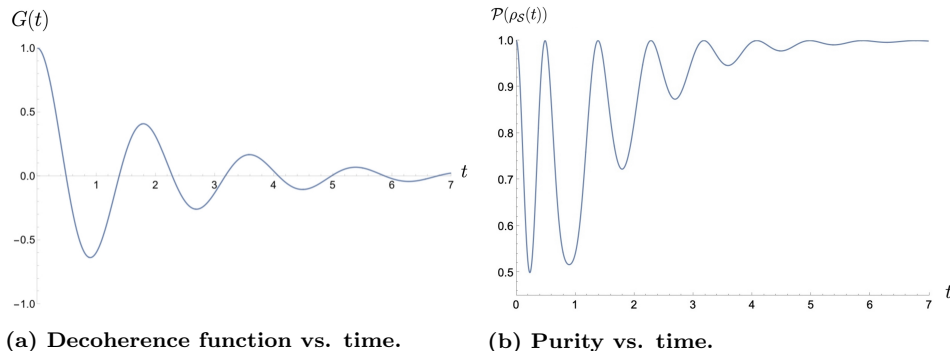 G(t)
1.0
0.5
0.0
−0.5
−1.0
1 2 3 4 5 6 7 t
(a) Decoherence function vs. time.
𝒫(ρ_𝒮(t))
1.0
0.9
0.8
0.7
0.6
0.5
0 1 2 3 4 5 6 7 t
(b) Purity vs. time.